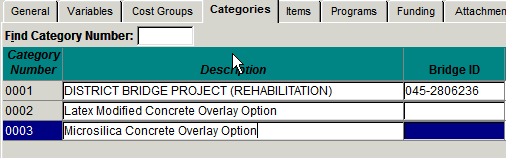 General Variables Cost Groups Categories Items Programs Funding Attachmen
Find Category Number:
Category Number Description Bridge ID
0001 DISTRICT BRIDGE PROJECT (REHABILITATION) 045-2806236
0002 Latex Modified Concrete Overlay Option
0003 Microsilica Concrete Overlay Option